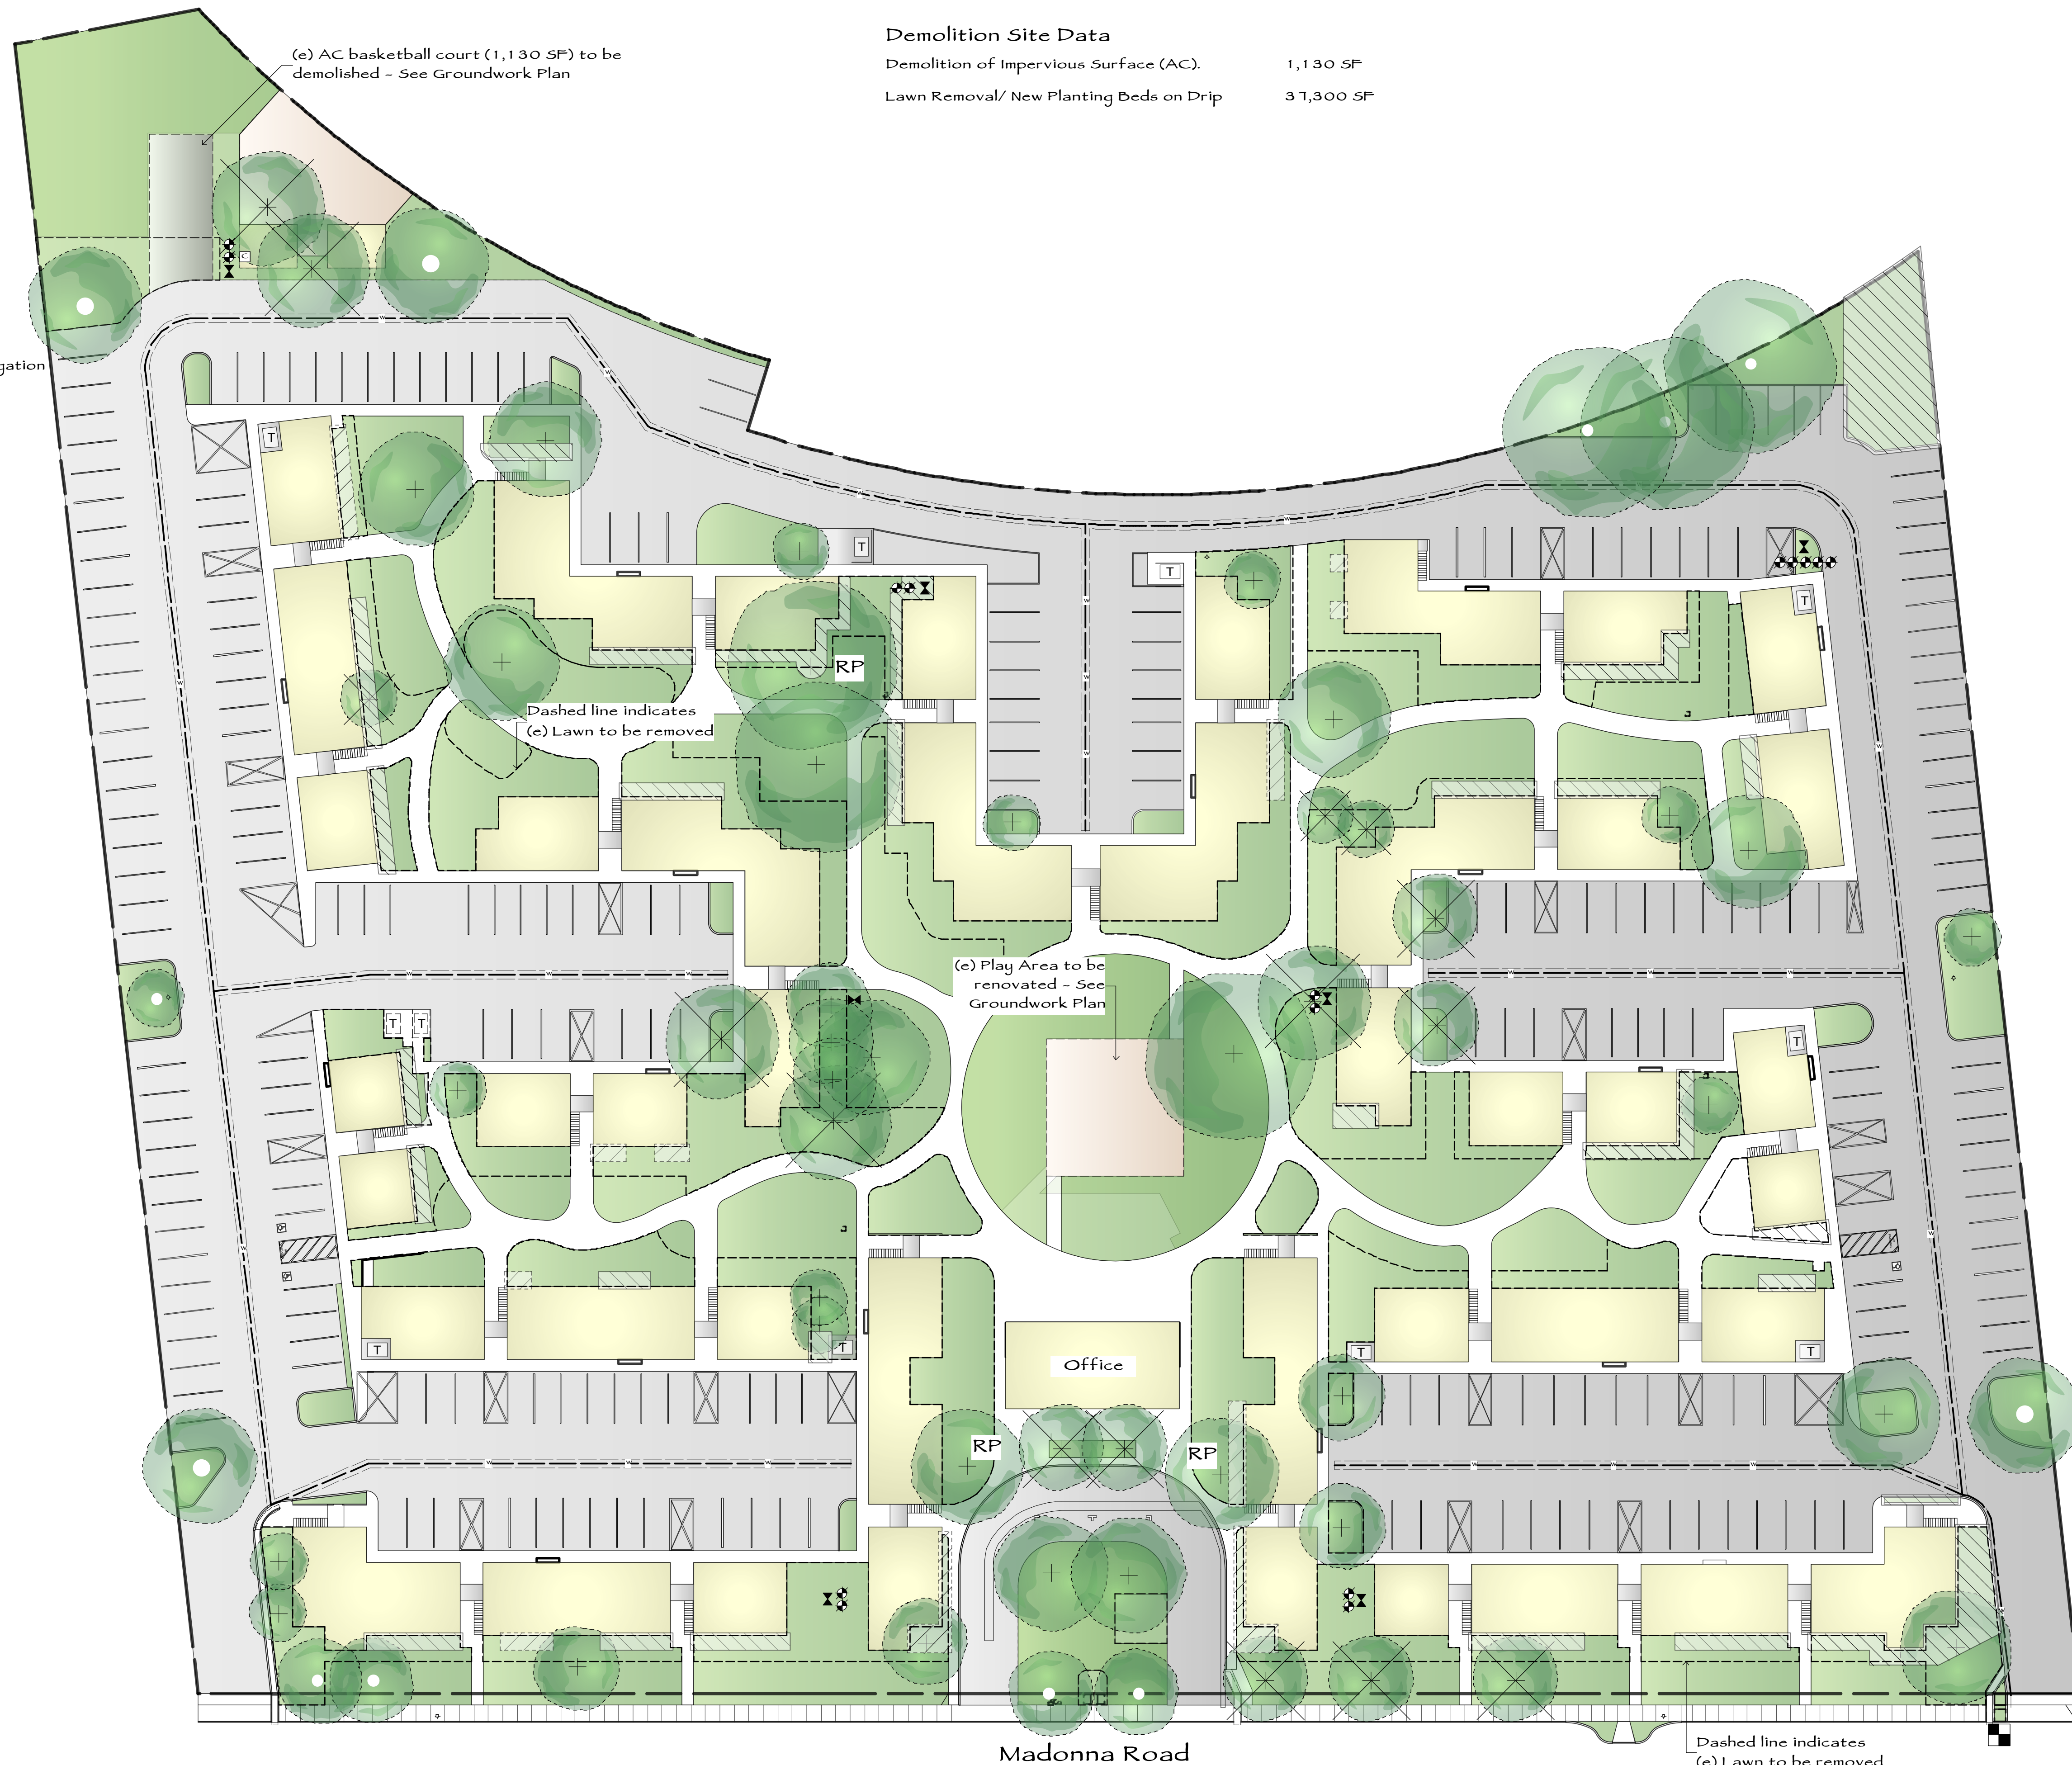 Demolition Site Data
(e) AC basketball court (1,130 SF) to be
demolished - See Groundwork Plan
Demolition of Impervious Surface (AC). 1,130 SF
Lawn Removal/ New Planting Beds on Drip 37,300 SF
C
W
gation
W
T
W
W
T
T
T
RP
W
W
Dashed line indicates
(e) Lawn to be removed
W
W
(e) Play Area to be
renovated - See
Groundwork Plan
W
W
W
W
W
W
T
T
T
W
W
Office
T
T
T
T
RP
RP
W
W
W
W
W
W
W
Madonna Road
Dashed line indicates
(e) Lawn to be removed